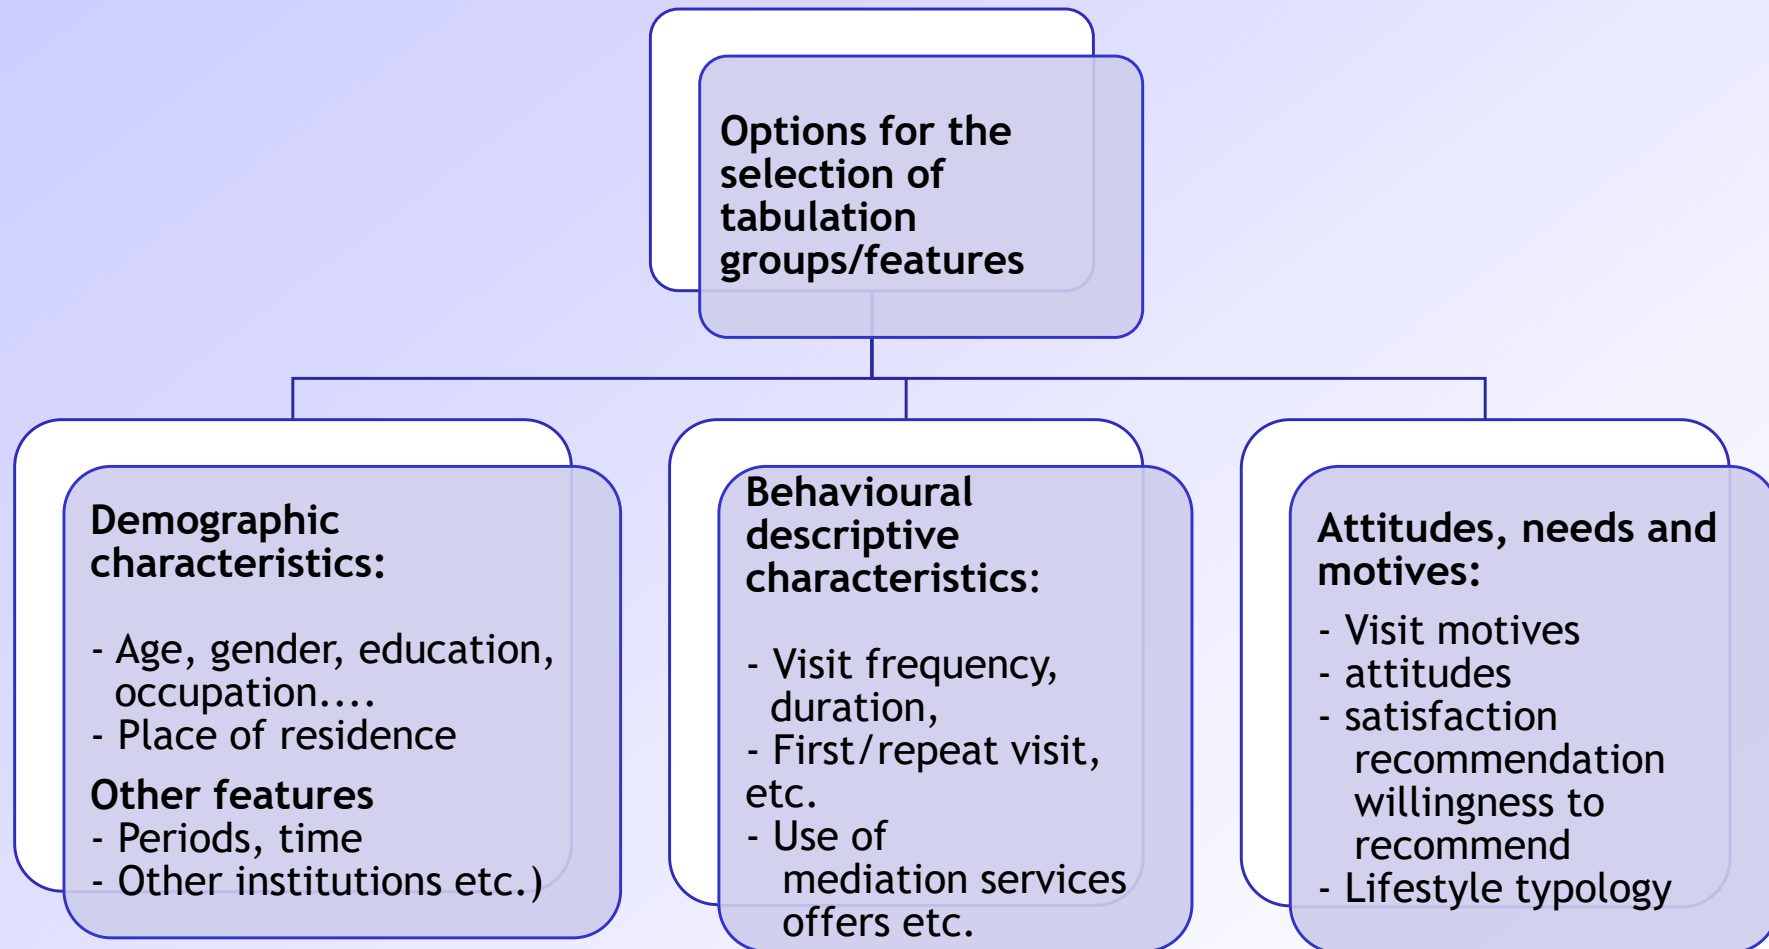 Options for the
selection of
tabulation
groups/features
Demographic
characteristics:
- Age, gender, education,
occupation....
- Place of residence
Other features
- Periods, time
- Other institutions etc.)
Behavioural
descriptive
characteristics:
- Visit frequency,
duration,
- First/repeat visit,
etc.
- Use of
mediation services
offers etc.
Attitudes, needs and
motives:
- Visit motives
- attitudes
- satisfaction
recommendation
willingness to
recommend
- Lifestyle typology